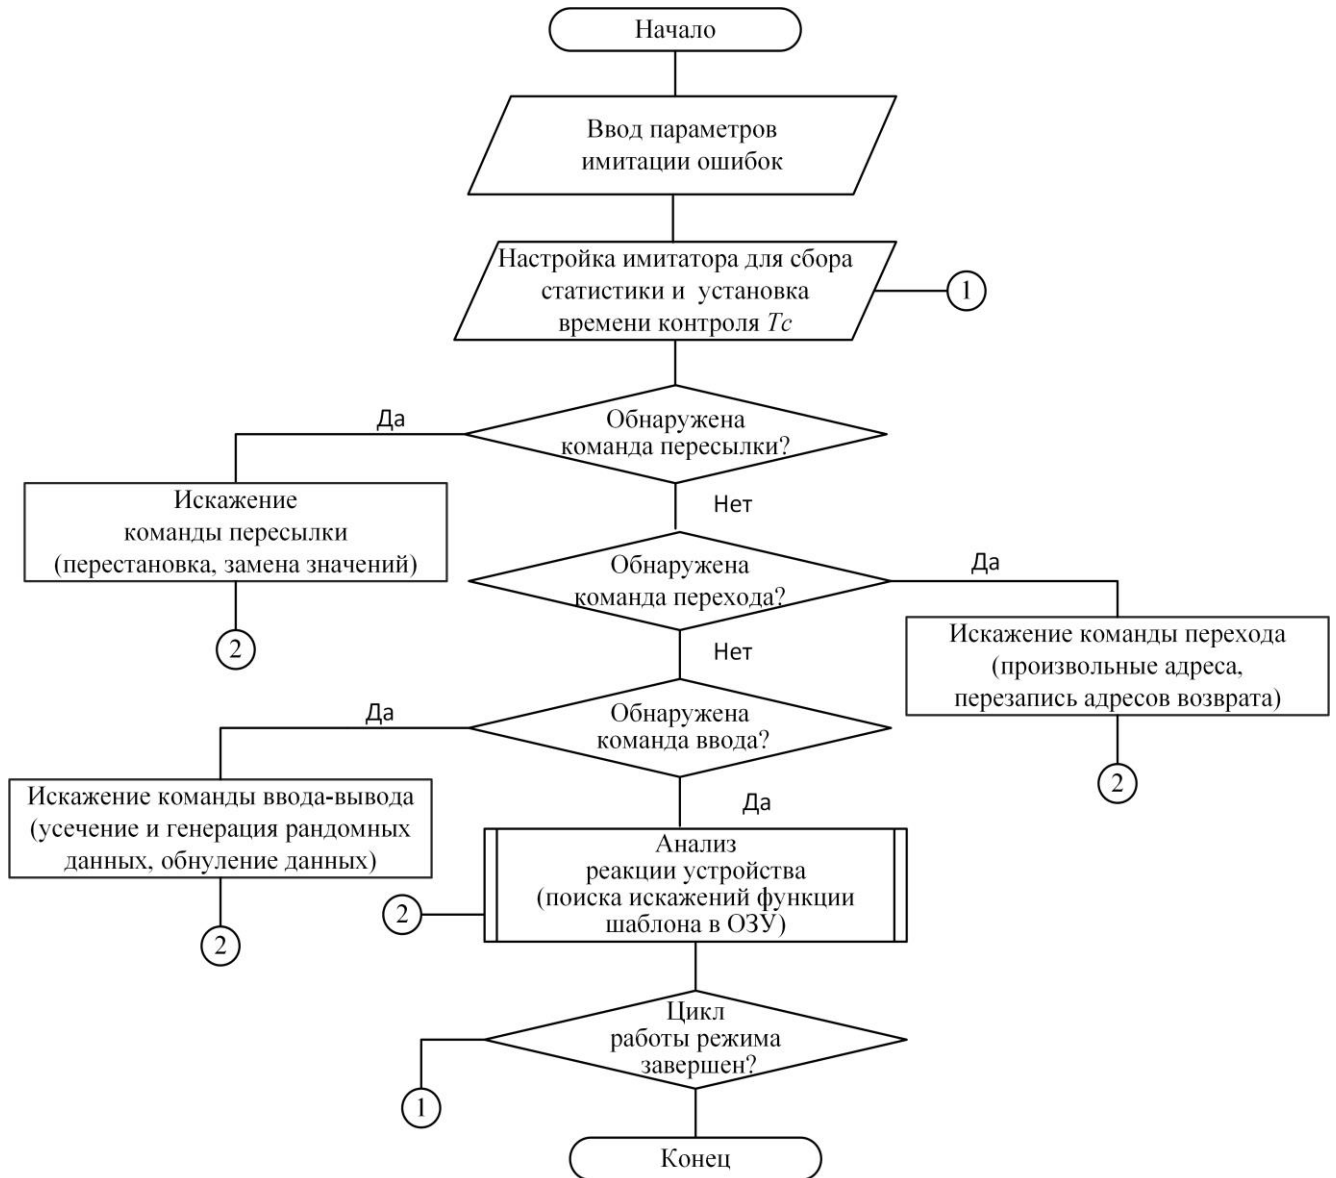 Начало
Ввод параметров
имитации ошибок
Настройка имитатора для сбора
статистики и установка
времени контроля Tc
1
Обнаружена
команда пересылки?
Да
Нет
Искажение
команды пересылки
(перестановка, замена значений)
2
Обнаружена
команда перехода?
Да
Нет
Искажение команды перехода
(произвольные адреса,
перезапись адресов возврата)
2
Обнаружена
команда ввода?
Да
Да
Искажение команды ввода-вывода
(усечение и генерация рандомных
данных, обнуление данных)
2
Анализ
реакции устройства
(поиска искажений функции
шаблона в ОЗУ)
2
Цикл
работы режима
завершен?
1
Конец